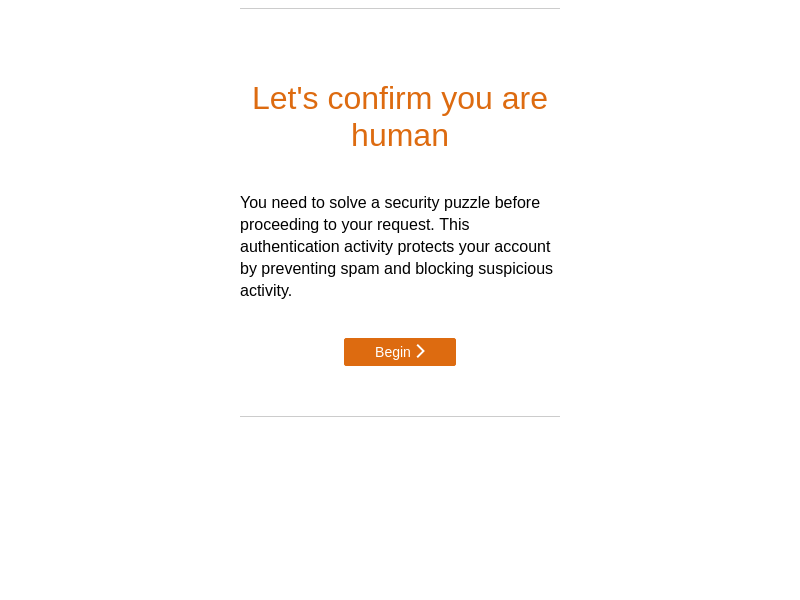 Let's confirm you are
human
You need to solve a security puzzle before
proceeding to your request. This
authentication activity protects your account
by preventing spam and blocking suspicious
activity.
Begin